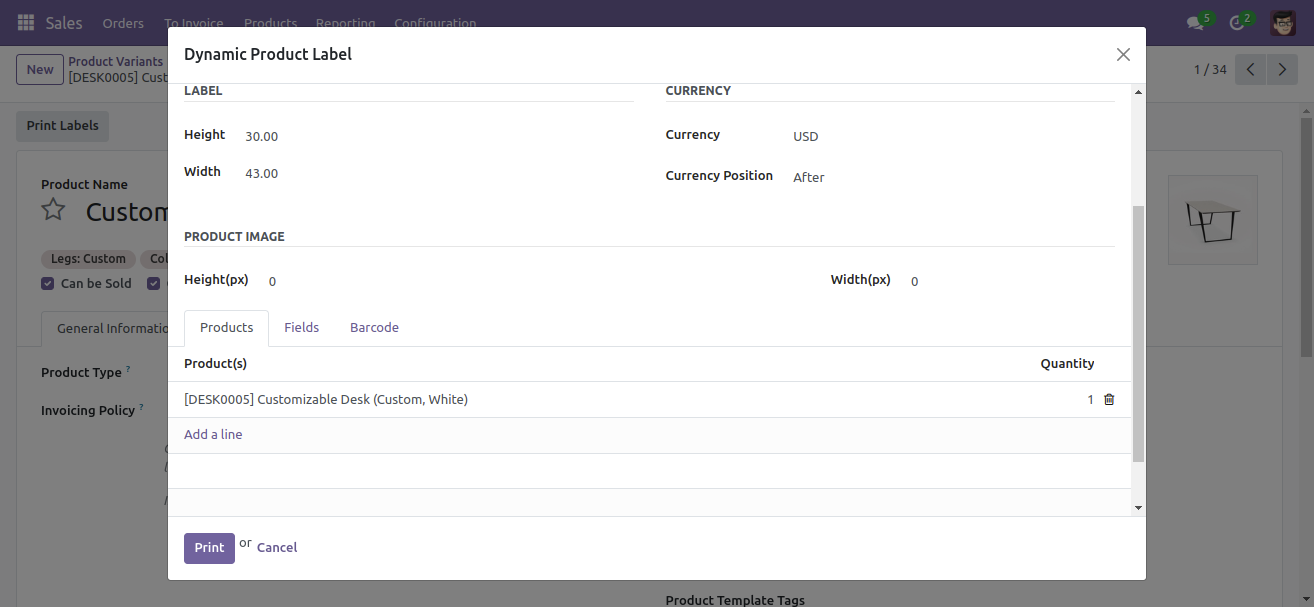 Sales Orders To Invoice Products Reporting Configuration 5 2
New Product Variants 1 / 34
[DESK0005] Cust
Dynamic Product Label
Print Labels
LABEL CURRENCY
Height 30.00 Currency USD
Width 43.00 Currency Position After
Product Name
Custom
PRODUCT IMAGE
Legs: Custom Col
Height(px) 0 Width(px) 0
Can be Sold
Products Fields Barcode
General Informatio
Product(s) Quantity
Product Type ?
[DESK0005] Customizable Desk (Custom, White) 1
Invoicing Policy ?
Add a line
Print or Cancel
Product Template Tags